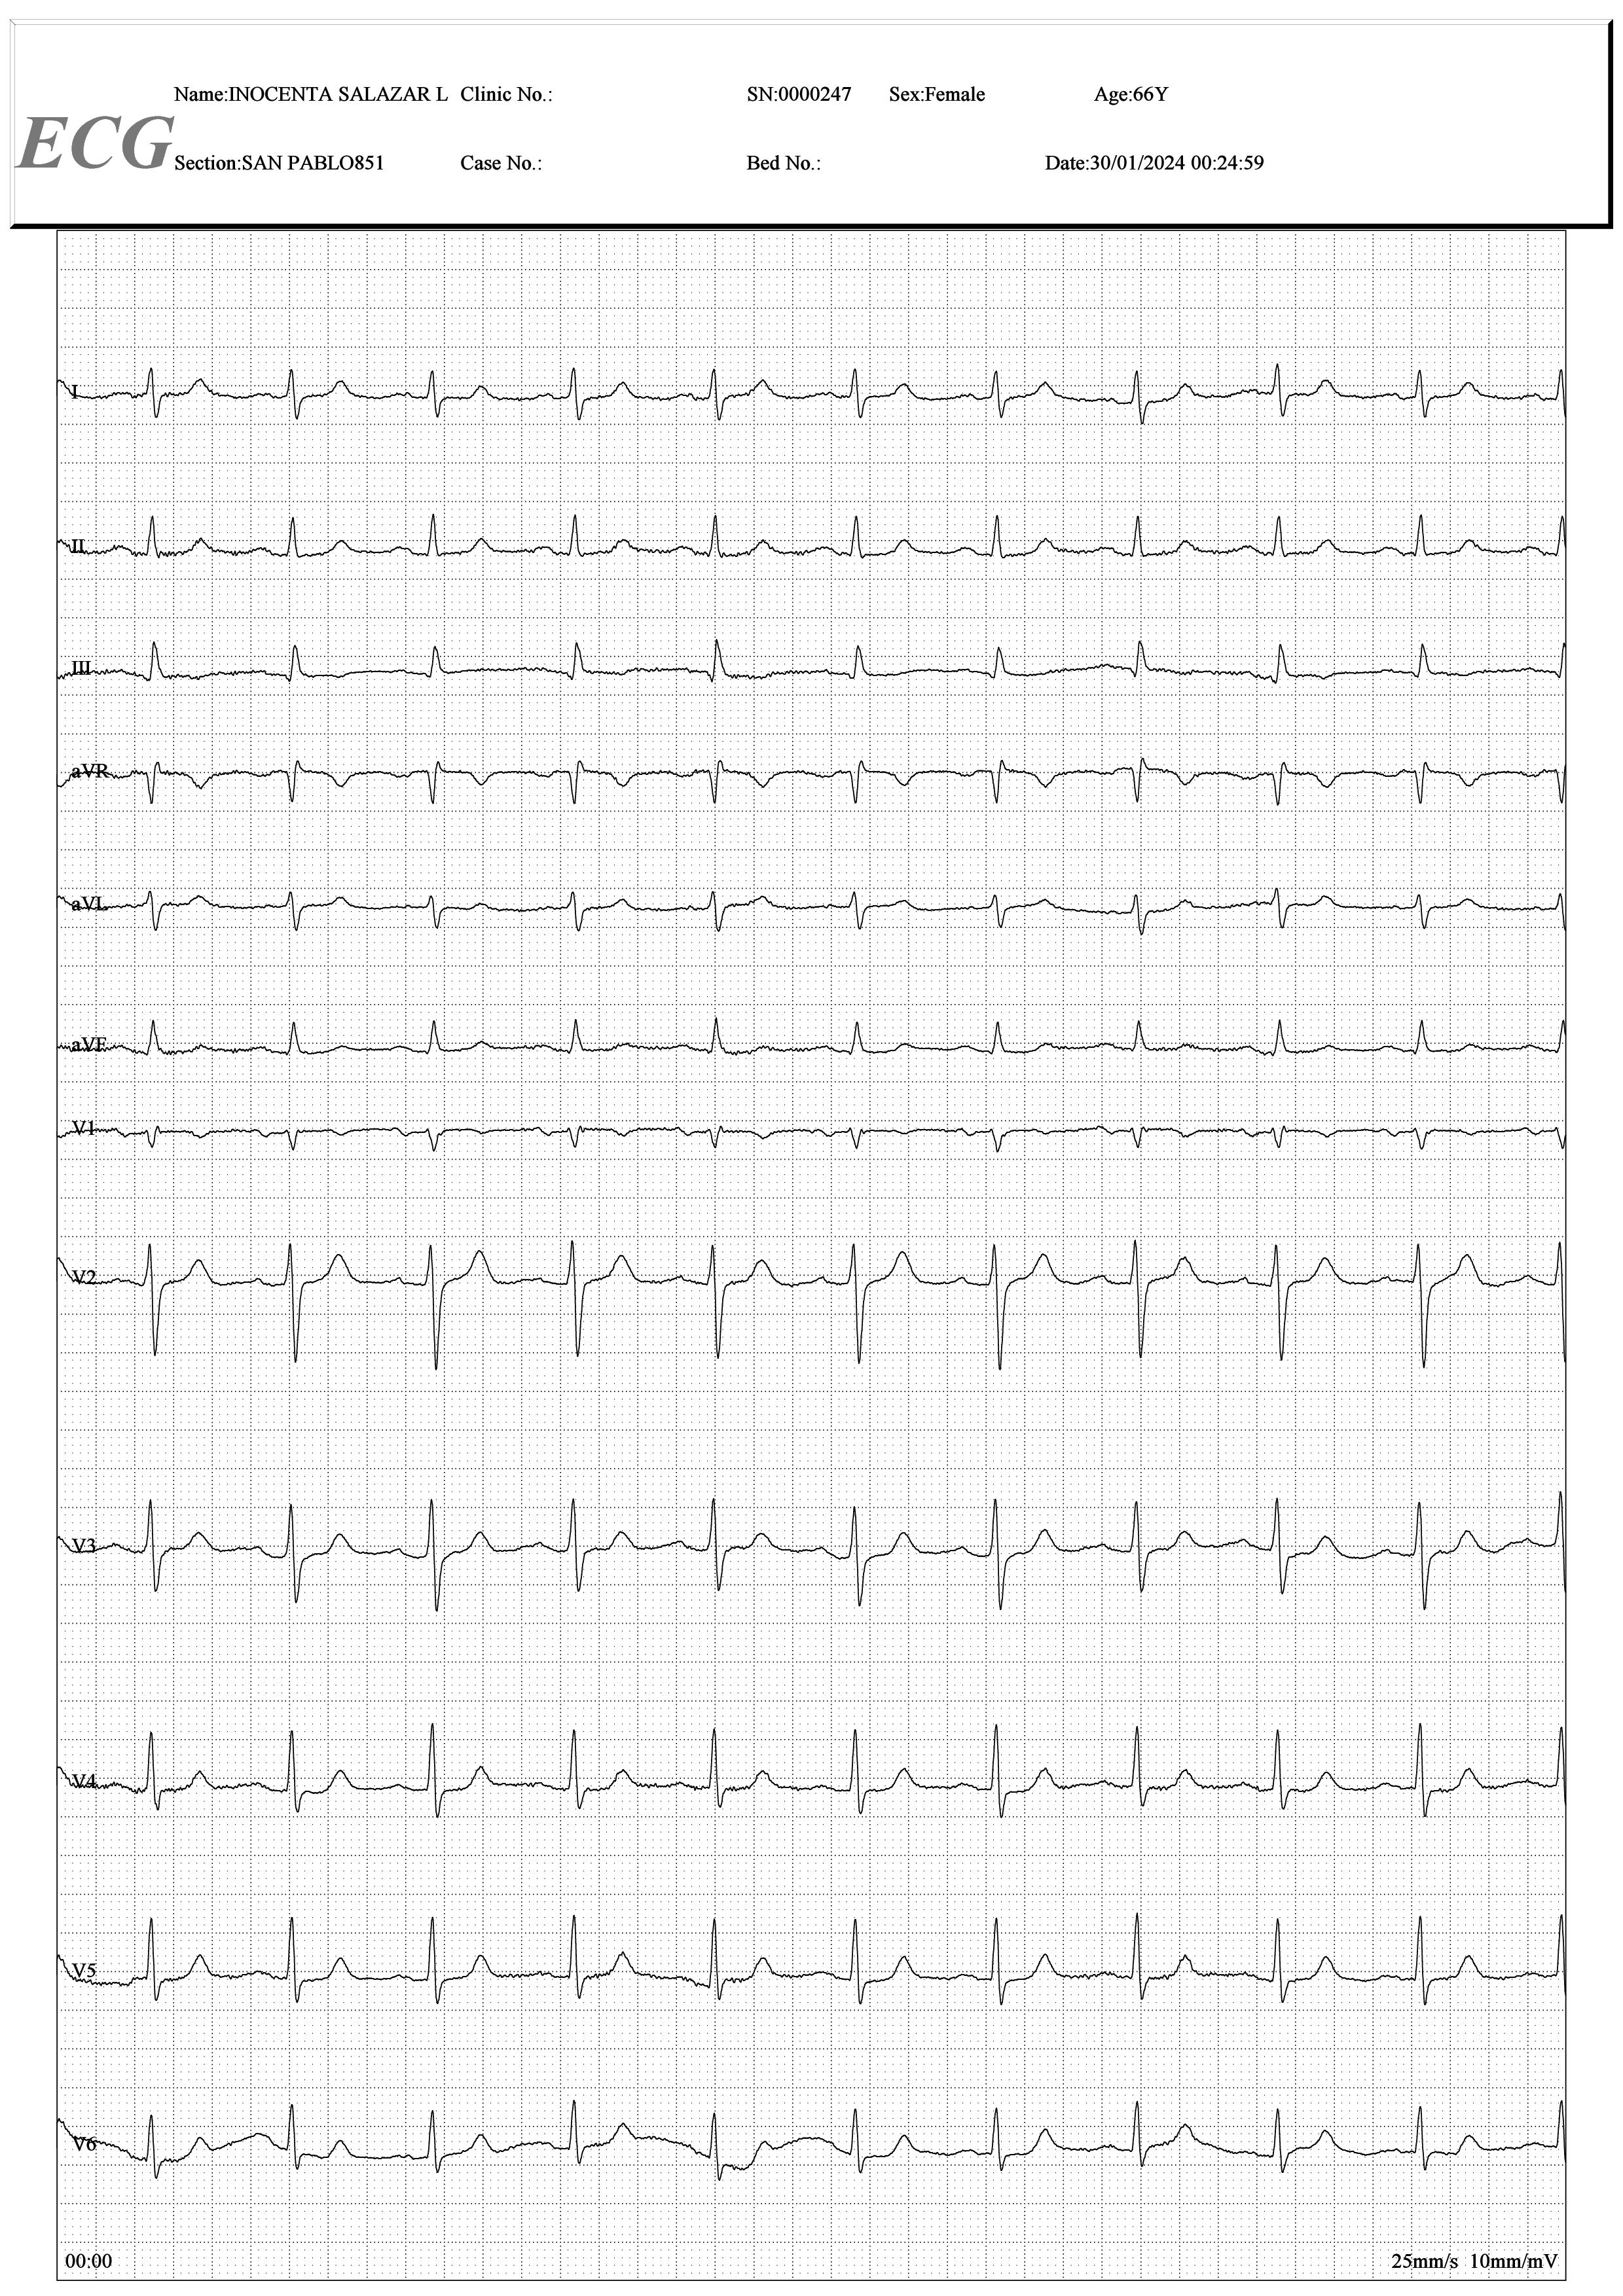 Name:INOCENTA SALAZAR L Clinic No.: SN:0000247 Sex:Female Age:66Y
ECG
Section:SAN PABLO851 Case No.: Bed No.: Date:30/01/2024 00:24:59
I
II
III
aVR
aVL
aVF
V1
V2
V3
V4
V5
V6
00:00 25mm/s 10mm/mV